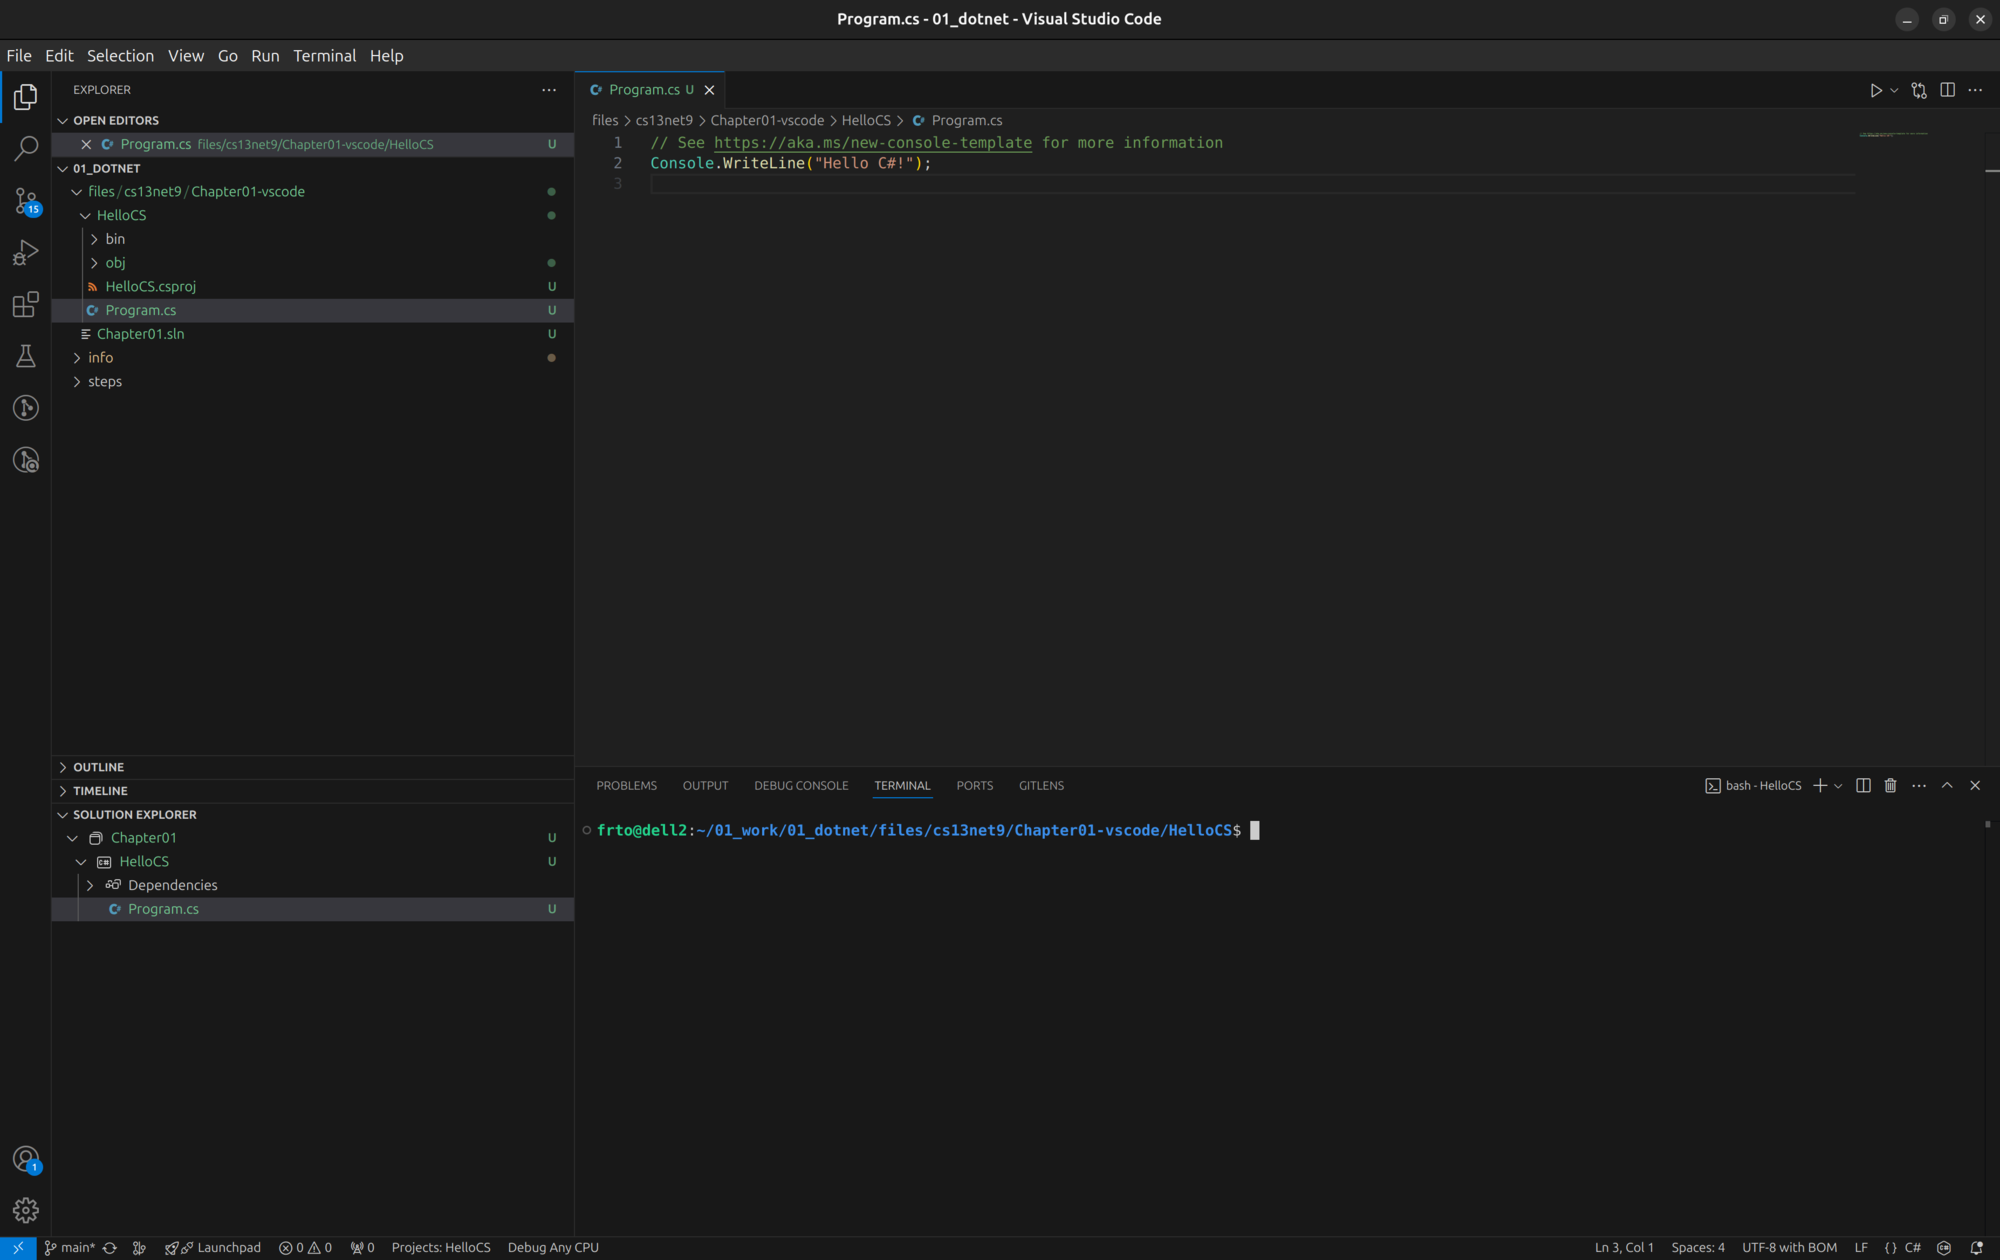 Program.cs - 01_dotnet - Visual Studio Code
File Edit Selection View Go Run Terminal Help
EXPLORER
OPEN EDITORS
Program.cs files/cs13net9/Chapter01-vscode/HelloCS U
01_DOTNET
files/cs13net9/Chapter01-vscode
HelloCS
bin
obj
HelloCS.csproj U
Program.cs U
Chapter01.sln U
info
steps
15
OUTLINE
TIMELINE
SOLUTION EXPLORER
Chapter01 U
HelloCS U
Dependencies
Program.cs U
1
Program.cs U
files > cs13net9 > Chapter01-vscode > HelloCS > Program.cs
1 // See https://aka.ms/new-console-template for more information
2 Console.WriteLine("Hello C#!");
3
PROBLEMS OUTPUT DEBUG CONSOLE TERMINAL PORTS GITLENS
bash - HelloCS
frto@dell2:~/01_work/01_dotnet/files/cs13net9/Chapter01-vscode/HelloCS$
main* Launchpad 0 0 0 Projects: HelloCS Debug Any CPU
Ln 3, Col 1 Spaces: 4 UTF-8 with BOM LF {} C#